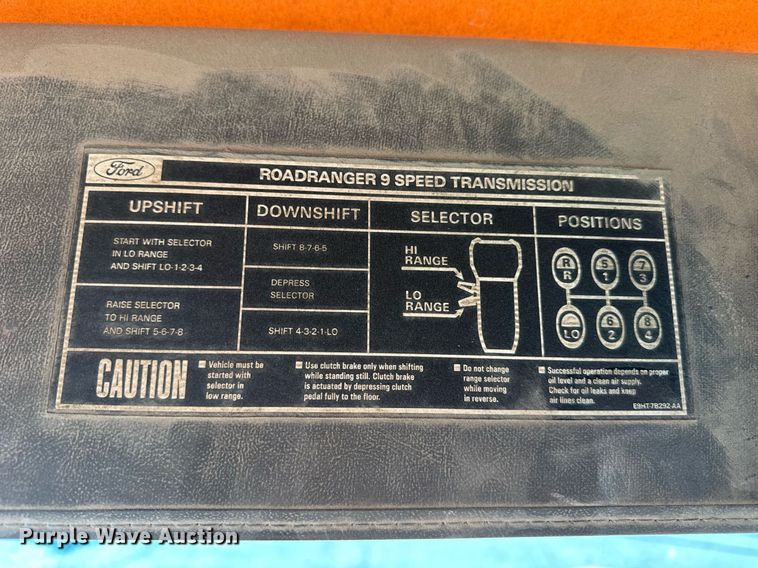 Ford
ROADRANGER 9 SPEED TRANSMISSION
UPSHIFT
START WITH SELECTOR
IN LO RANGE
AND SHIFT LO-1-2-3-4
RAISE SELECTOR
TO HI RANGE
AND SHIFT 5-6-7-8
DOWNSHIFT
SHIFT 8-7-6-5
DEPRESS
SELECTOR
SHIFT 4-3-2-1-LO
SELECTOR
HI
RANGE
LO
RANGE
POSITIONS
R 5 7
R 1 3
6 8
LO 2 4
CAUTION
Vehicle must be
started with
selector in
low range.
Use clutch brake only when shifting
while standing still. Clutch brake
is actuated by depressing clutch
pedal fully to the floor.
Do not change
range selector
while moving
in reverse.
Successful operation depends on proper
oil level and a clean air supply.
Check for oil leaks and keep
air lines clean.
E9HT-7B292-AA
Purple Wave Auction